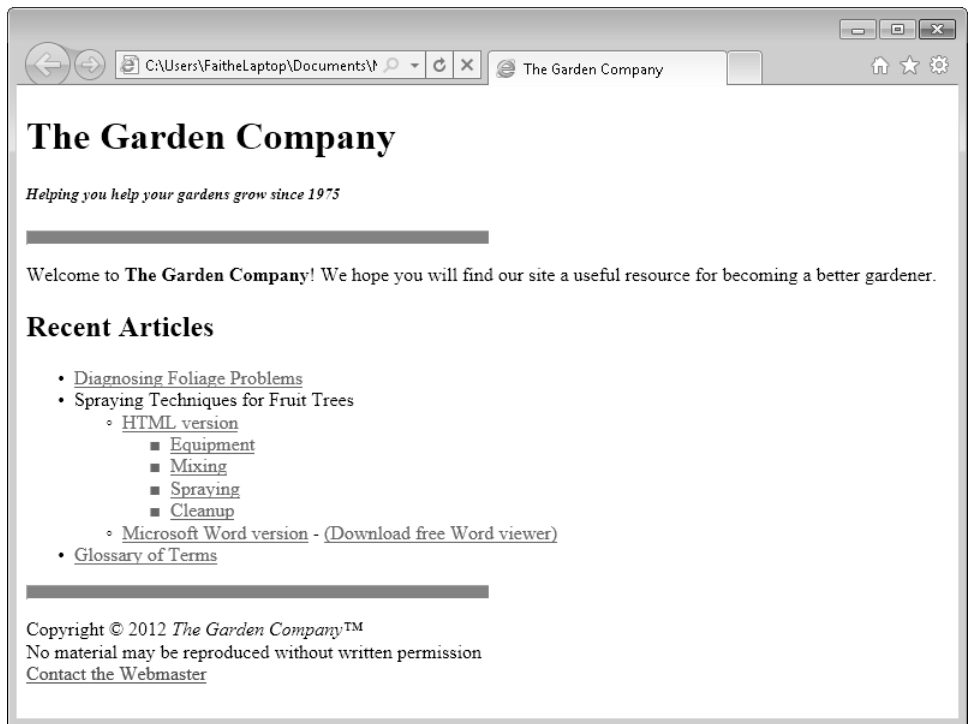 C:\Users\FaitheLaptop\Documents\
The Garden Company
The Garden Company
Helping you help your gardens grow since 1975
Welcome to The Garden Company! We hope you will find our site a useful resource for becoming a better gardener.
Recent Articles
• Diagnosing Foliage Problems
• Spraying Techniques for Fruit Trees
◦ HTML version
▪ Equipment
▪ Mixing
▪ Spraying
▪ Cleanup
◦ Microsoft Word version - (Download free Word viewer)
• Glossary of Terms
Copyright © 2012 The Garden Company™
No material may be reproduced without written permission
Contact the Webmaster